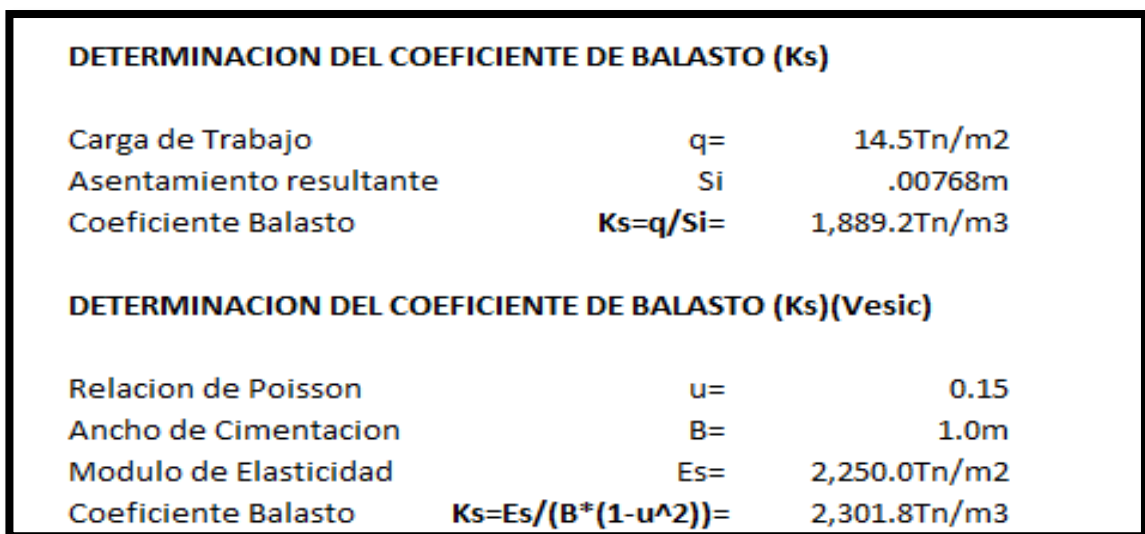 DETERMINACION DEL COEFICIENTE DE BALASTO (Ks)
Carga de Trabajo q= 14.5Tn/m2
Asentamiento resultante Si .00768m
Coeficiente Balasto Ks=q/Si= 1,889.2Tn/m3
DETERMINACION DEL COEFICIENTE DE BALASTO (Ks)(Vesic)
Relacion de Poisson u= 0.15
Ancho de Cimentacion B= 1.0m
Modulo de Elasticidad Es= 2,250.0Tn/m2
Coeficiente Balasto Ks=Es/(B*(1-u^2))= 2,301.8Tn/m3